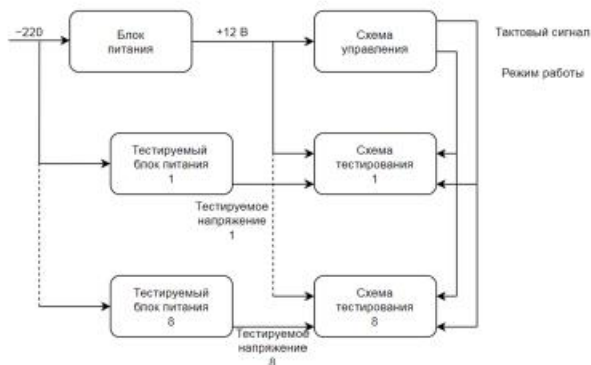 ~220
Блок
питания
+12 В
Схема
управления
Тактовый сигнал
Режим работы
Тестируемый
блок питания
1
Схема
тестирования
1
Тестируемое
напряжение
1
Тестируемый
блок питания
8
Схема
тестирования
8
Тестируемое
напряжение
8